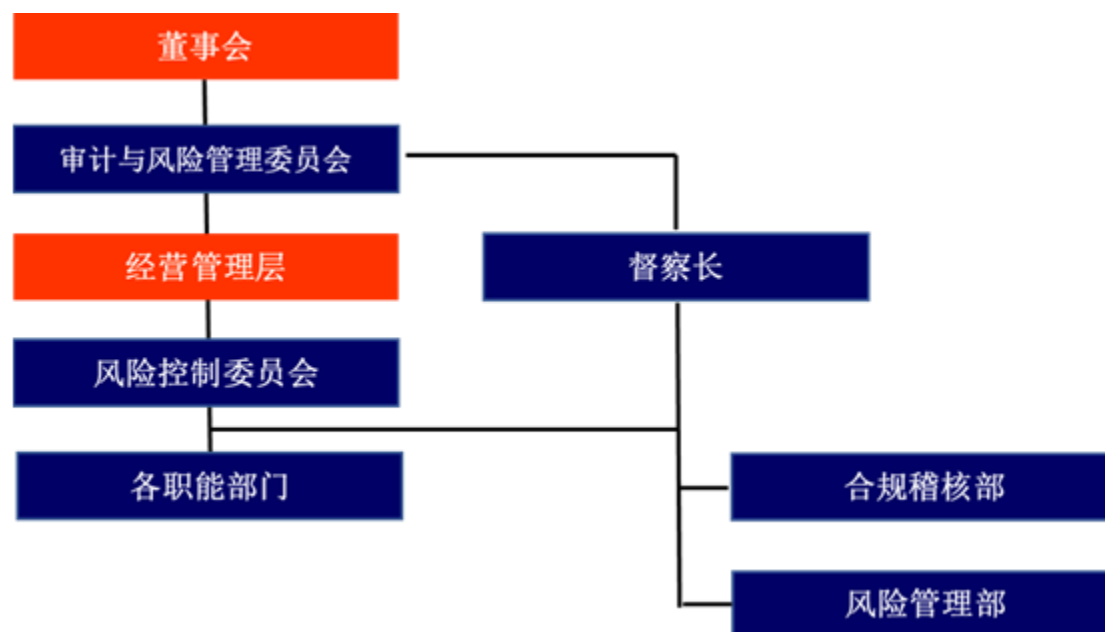 董事会
审计与风险管理委员会
经营管理层
督察长
风险控制委员会
各职能部门
合规稽核部
风险管理部